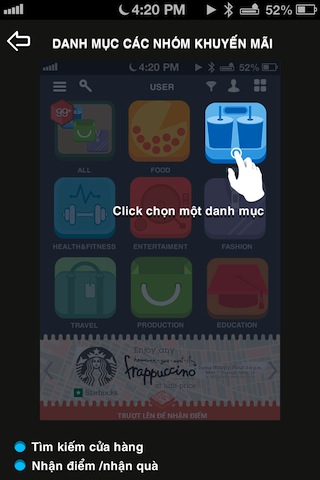 4:20 PM 52%
DANH MỤC CÁC NHÓM KHUYẾN MÃI
4:20 PM 52%
USER
99+
ALL
FOOD
Click chọn một danh mục
HEALTH&FITNESS
ENTERTAIMENT
FASHION
TRAVEL
PRODUCTION
EDUCATION
Enjoy any
frappuccino
Starbucks
TRƯỢT LÊN ĐỂ NHẬN ĐIỂM
Tìm kiếm cửa hàng
Nhận điểm /nhận quà